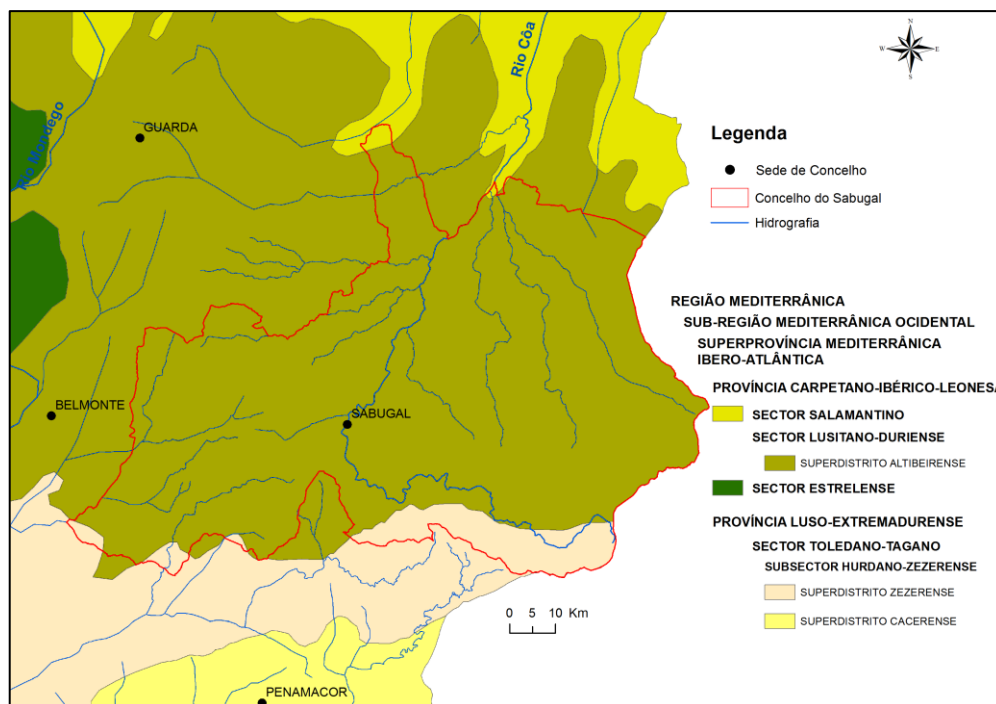 Rio Côa
Rio Mondego
GUARDA
BELMONTE
SABUGAL
PENAMACOR
N
W E
S
Legenda
Sede de Concelho
Concelho do Sabugal
Hidrografia
REGIÃO MEDITERRÂNICA
SUB-REGIÃO MEDITERRÂNICA OCIDENTAL
SUPERPROVÍNCIA MEDITERRÂNICA
IBERO-ATLÂNTICA
PROVÍNCIA CARPETANO-IBÉRICO-LEONESA
SECTOR SALAMANTINO
SECTOR LUSITANO-DURIENSE
SUPERDISTRITO ALTIBEIRENSE
SECTOR ESTRELENSE
PROVÍNCIA LUSO-EXTREMADURENSE
SECTOR TOLEDANO-TAGANO
SUBSECTOR HURDANO-ZEZERENSE
SUPERDISTRITO ZEZERENSE
SUPERDISTRITO CACERENSE
0 5 10 Km